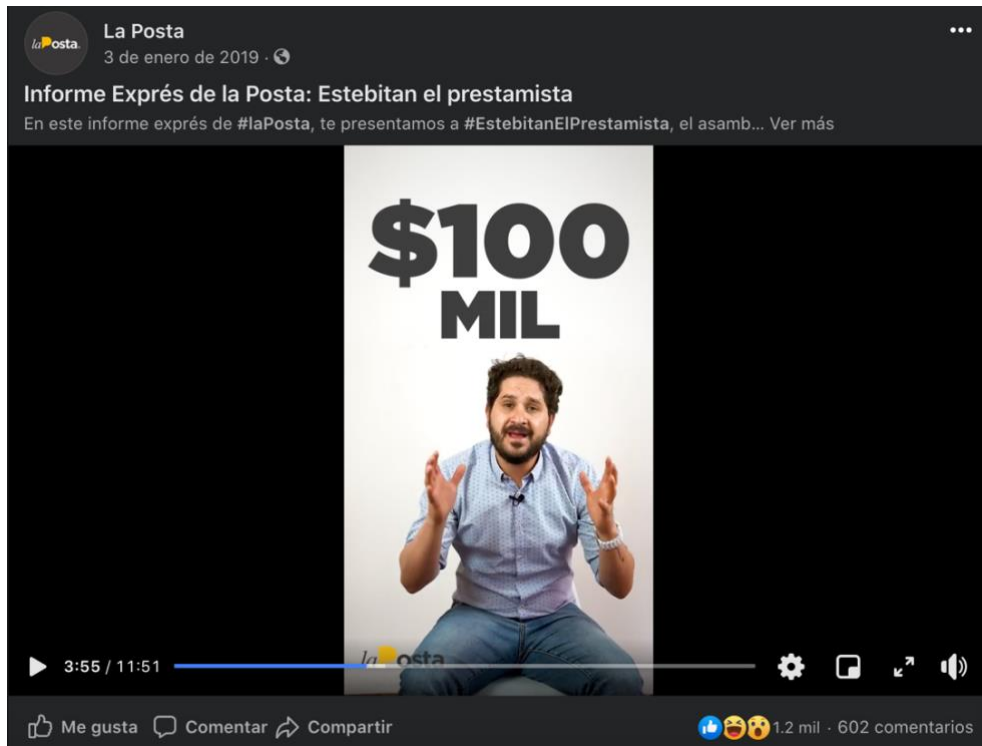 laPosta.
La Posta
3 de enero de 2019 ·
Informe Exprés de la Posta: Estebitan el prestamista
En este informe exprés de #laPosta, te presentamos a #EstebitanElPrestamista, el asamb... Ver más
$100
MIL
la Posta
3:55 / 11:51
Me gusta Comentar Compartir
1.2 mil · 602 comentarios